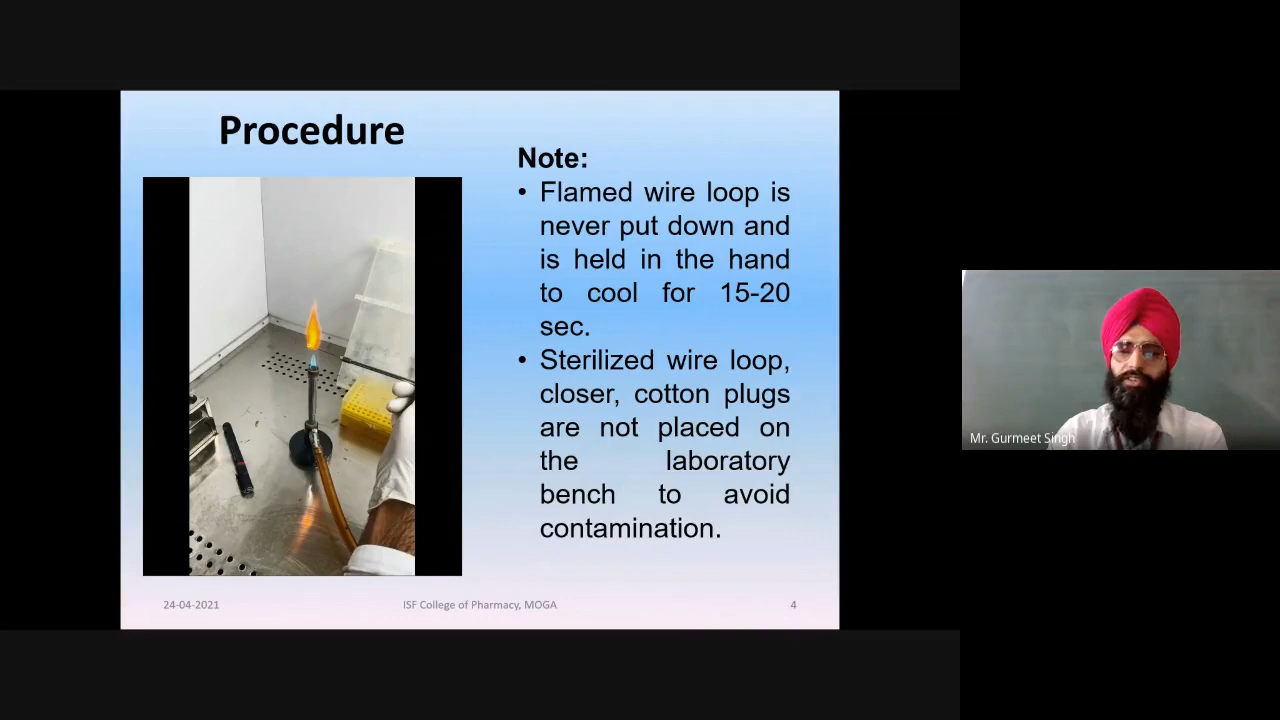 Procedure
Note:
• Flamed wire loop is
never put down and
is held in the hand
to cool for 15-20
sec.
• Sterilized wire loop,
closer, cotton plugs
are not placed on
the laboratory
bench to avoid
contamination.
24-04-2021
ISF College of Pharmacy, MOGA
4
Mr. Gurmeet Singh